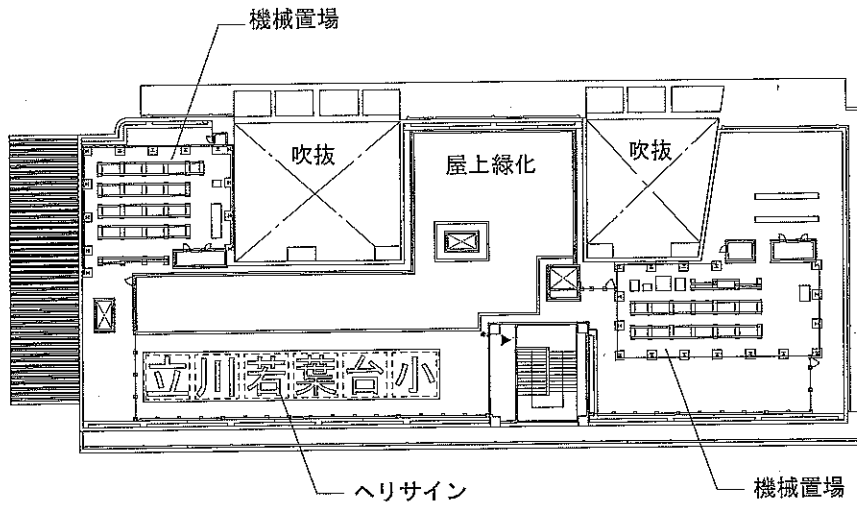 機械置場
吹抜
屋上緑化
吹抜
立川若葉台小
ヘリサイン
機械置場